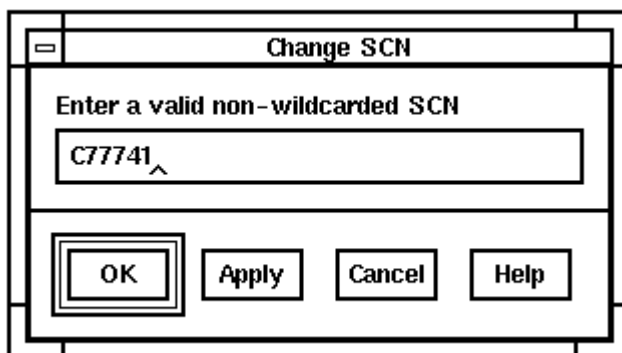 Change SCN
Enter a valid non-wildcarded SCN
C77741
OK Apply Cancel Help